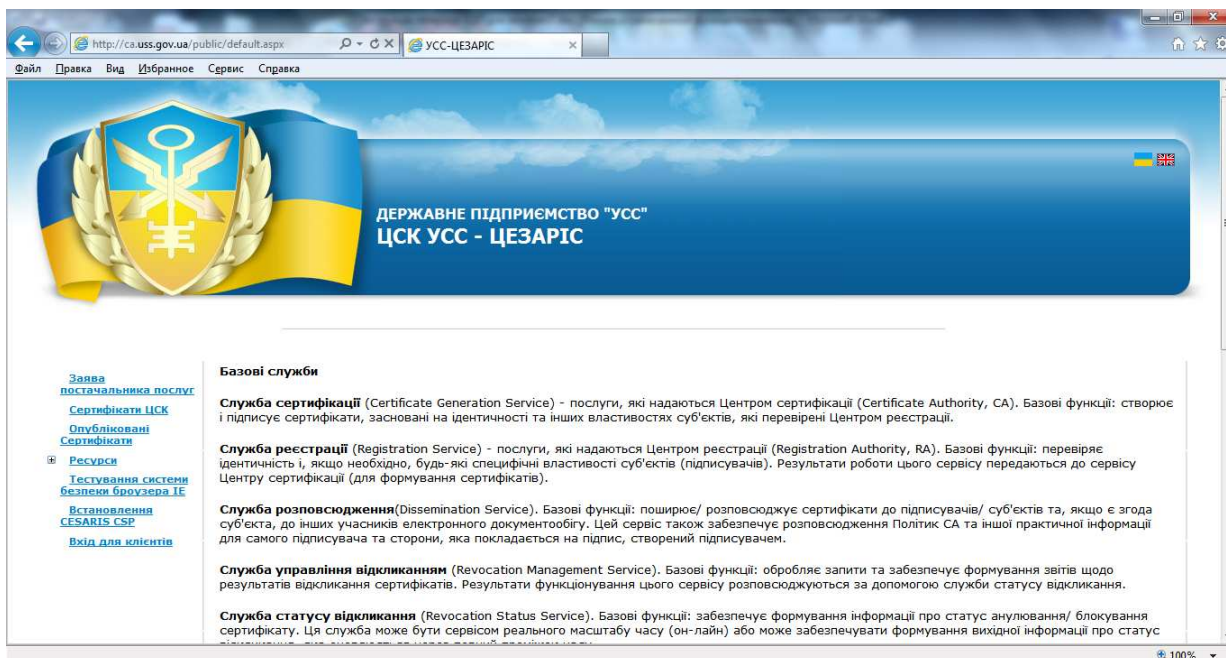 http://ca.uss.gov.ua/public/default.aspx
УСС-ЦЕЗАРІС
Файл Правка Вид Избранное Сервис Справка
ДЕРЖАВНЕ ПІДПРИЄМСТВО "УСС"
ЦСК УСС - ЦЕЗАРІС
Заява
постачальника послуг
Сертифікати ЦСК
Опубліковані
Сертифікати
Ресурси
Тестування системи
безпеки броузера ІЕ
Встановлення
CESARIS CSP
Вхід для клієнтів
Базові служби
Служба сертифікації (Certificate Generation Service) - послуги, які надаються Центром сертифікації (Certificate Authority, CA). Базові функції: створює
і підписує сертифікати, засновані на ідентичності та інших властивостях суб'єктів, які перевірені Центром реєстрації.
Служба реєстрації (Registration Service) - послуги, які надаються Центром реєстрації (Registration Authority, RA). Базові функції: перевіряє
ідентичність і, якщо необхідно, будь-які специфічні властивості суб'єктів (підписувачів). Результати роботи цього сервісу передаються до сервісу
Центру сертифікації (для формування сертифікатів).
Служба розповсюдження(Dissemination Service). Базові функції: поширює/ розповсюджує сертифікати до підписувачів/ суб'єктів та, якщо є згода
суб'єкта, до інших учасників електронного документообігу. Цей сервіс також забезпечує розповсюдження Політик СА та іншої практичної інформації
для самого підписувача та сторони, яка покладається на підпис, створений підписувачем.
Служба управління відкликанням (Revocation Management Service). Базові функції: обробляє запити та забезпечує формування звітів щодо
результатів відкликання сертифікатів. Результати функціонування цього сервісу розповсюджуються за допомогою служби статусу відкликання.
Служба статусу відкликання (Revocation Status Service). Базові функції: забезпечує формування інформації про статус анулювання/ блокування
сертифікату. Ця служба може бути сервісом реального масштабу часу (он-лайн) або може забезпечувати формування вихідної інформації про статус
100%